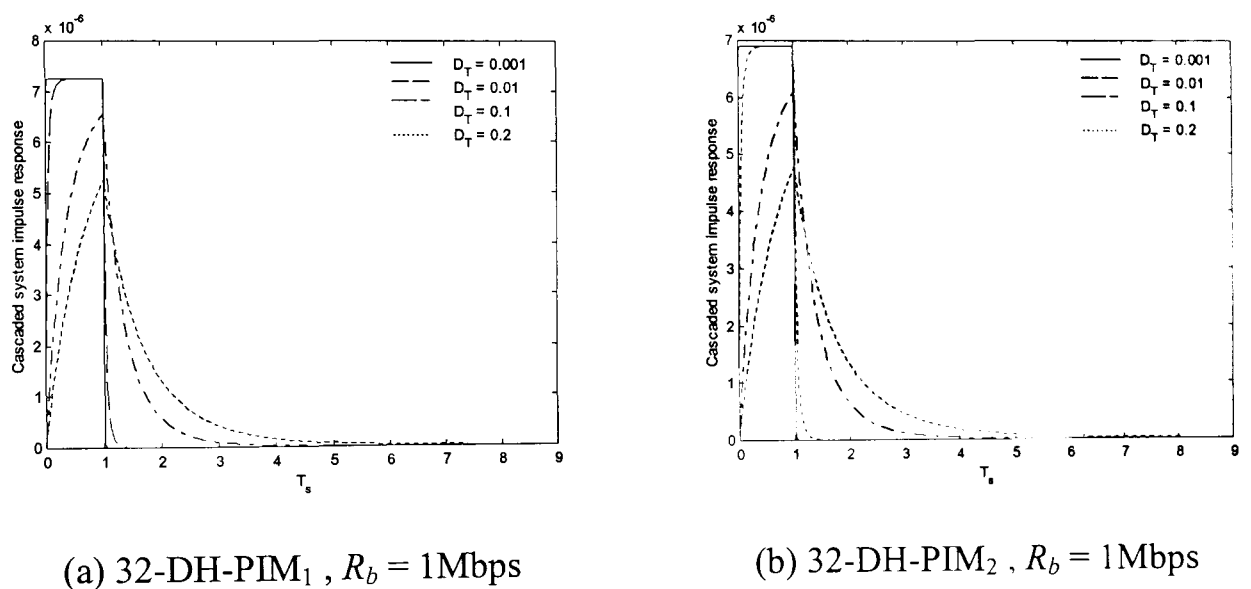 x 10⁻⁶
8
7
6
5
4
3
2
1
0
Cascaded system impulse response
D_T = 0.001
D_T = 0.01
D_T = 0.1
D_T = 0.2
0 1 2 3 4 5 6 7 8 9
T_s
(a) 32-DH-PIM₁ , R_b = 1Mbps
x 10⁻⁶
7
6
5
4
3
2
1
0
Cascaded system impulse response
D_T = 0.001
D_T = 0.01
D_T = 0.1
D_T = 0.2
0 1 2 3 4 5 6 7 8 9
T_s
(b) 32-DH-PIM₂ , R_b = 1Mbps